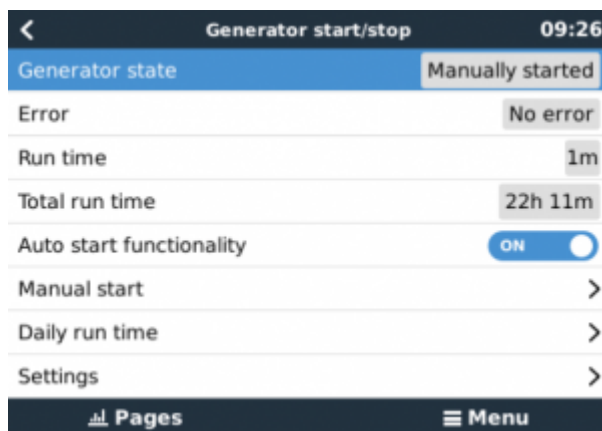 Generator start/stop 09:26
Generator state Manually started
Error No error
Run time 1m
Total run time 22h 11m
Auto start functionality ON
Manual start
Daily run time
Settings
Pages Menu